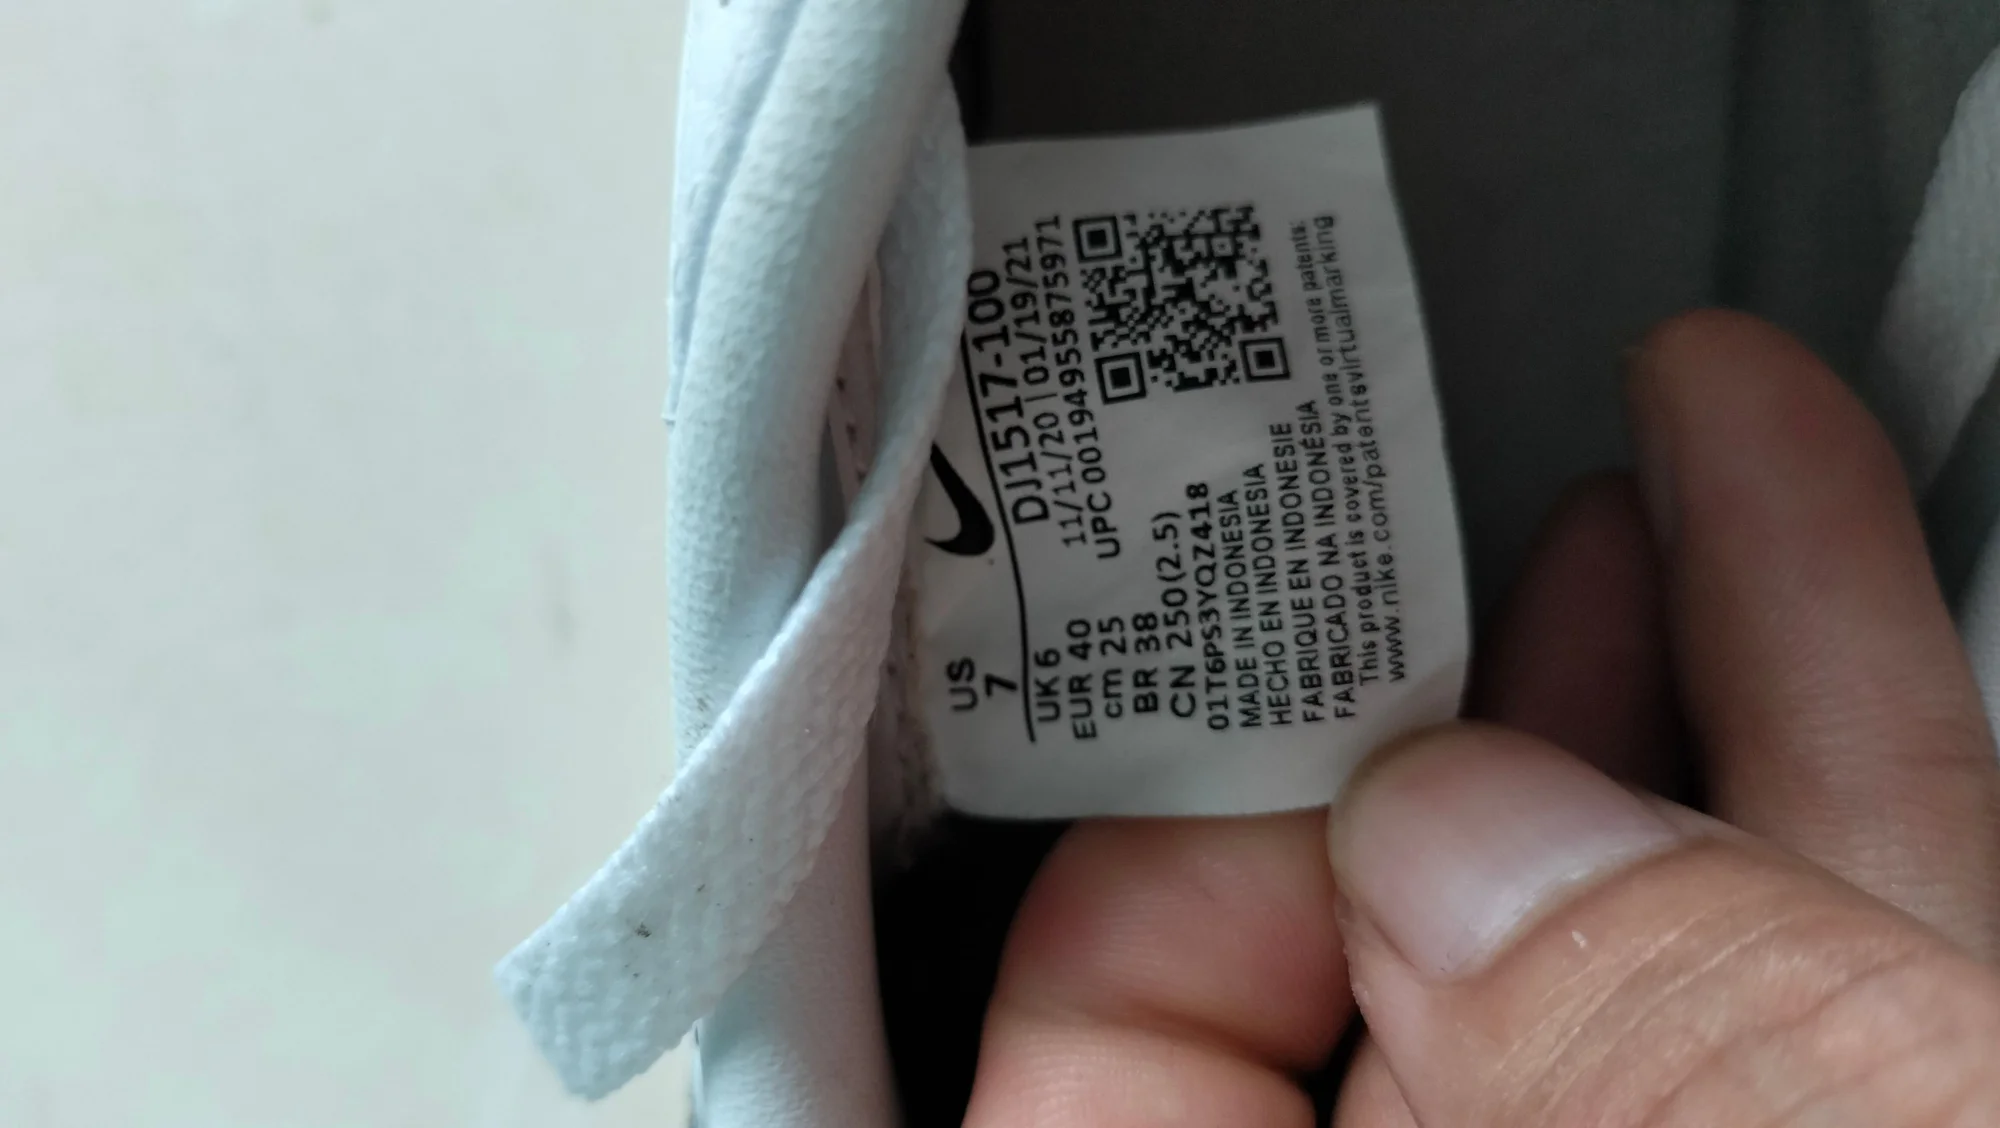 US
7
UK 6
EUR 40
cm 25
BR 38
CN 250(2.5)
DJ1517-100
11/11/20 | 01/19/21
UPC 00194955875971
01T6PS3YQZ418
MADE IN INDONESIA
HECHO EN INDONESIA
FABRIQUE EN INDONESIE
FABRICADO NA INDONÉSIA
This product is covered by one or more patents:
www.nike.com/patentsvirtualmarking